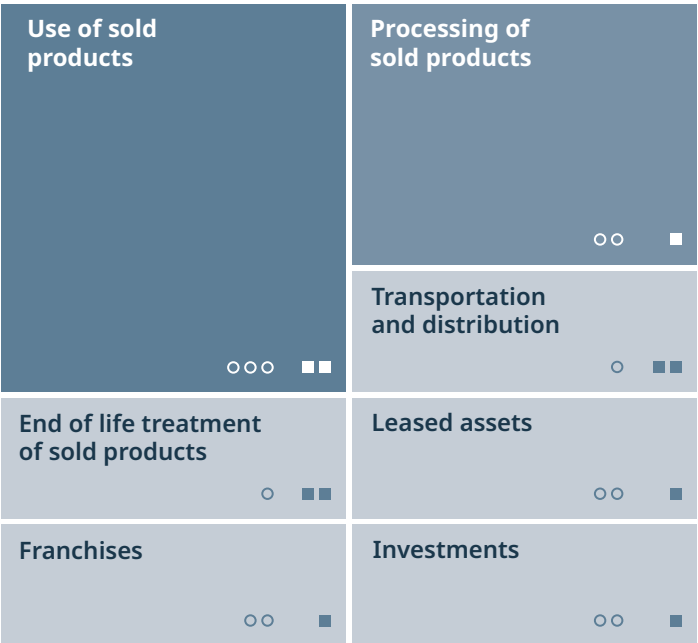 Use of sold
products
Processing of
sold products
Transportation
and distribution
End of life treatment
of sold products
Leased assets
Franchises
Investments